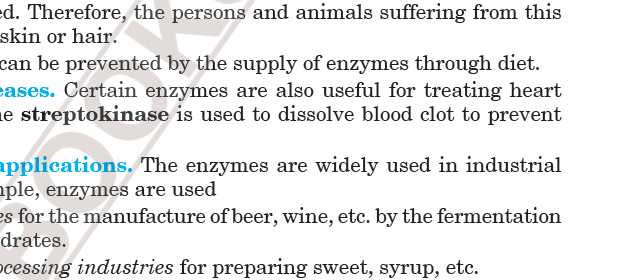 ed. Therefore, the persons and animals suffering from this
skin or hair.
can be prevented by the supply of enzymes through diet.
eases. Certain enzymes are also useful for treating heart
he streptokinase is used to dissolve blood clot to prevent
applications. The enzymes are widely used in industrial
mple, enzymes are used
es for the manufacture of beer, wine, etc. by the fermentation
drates.
ocessing industries for preparing sweet, syrup, etc.